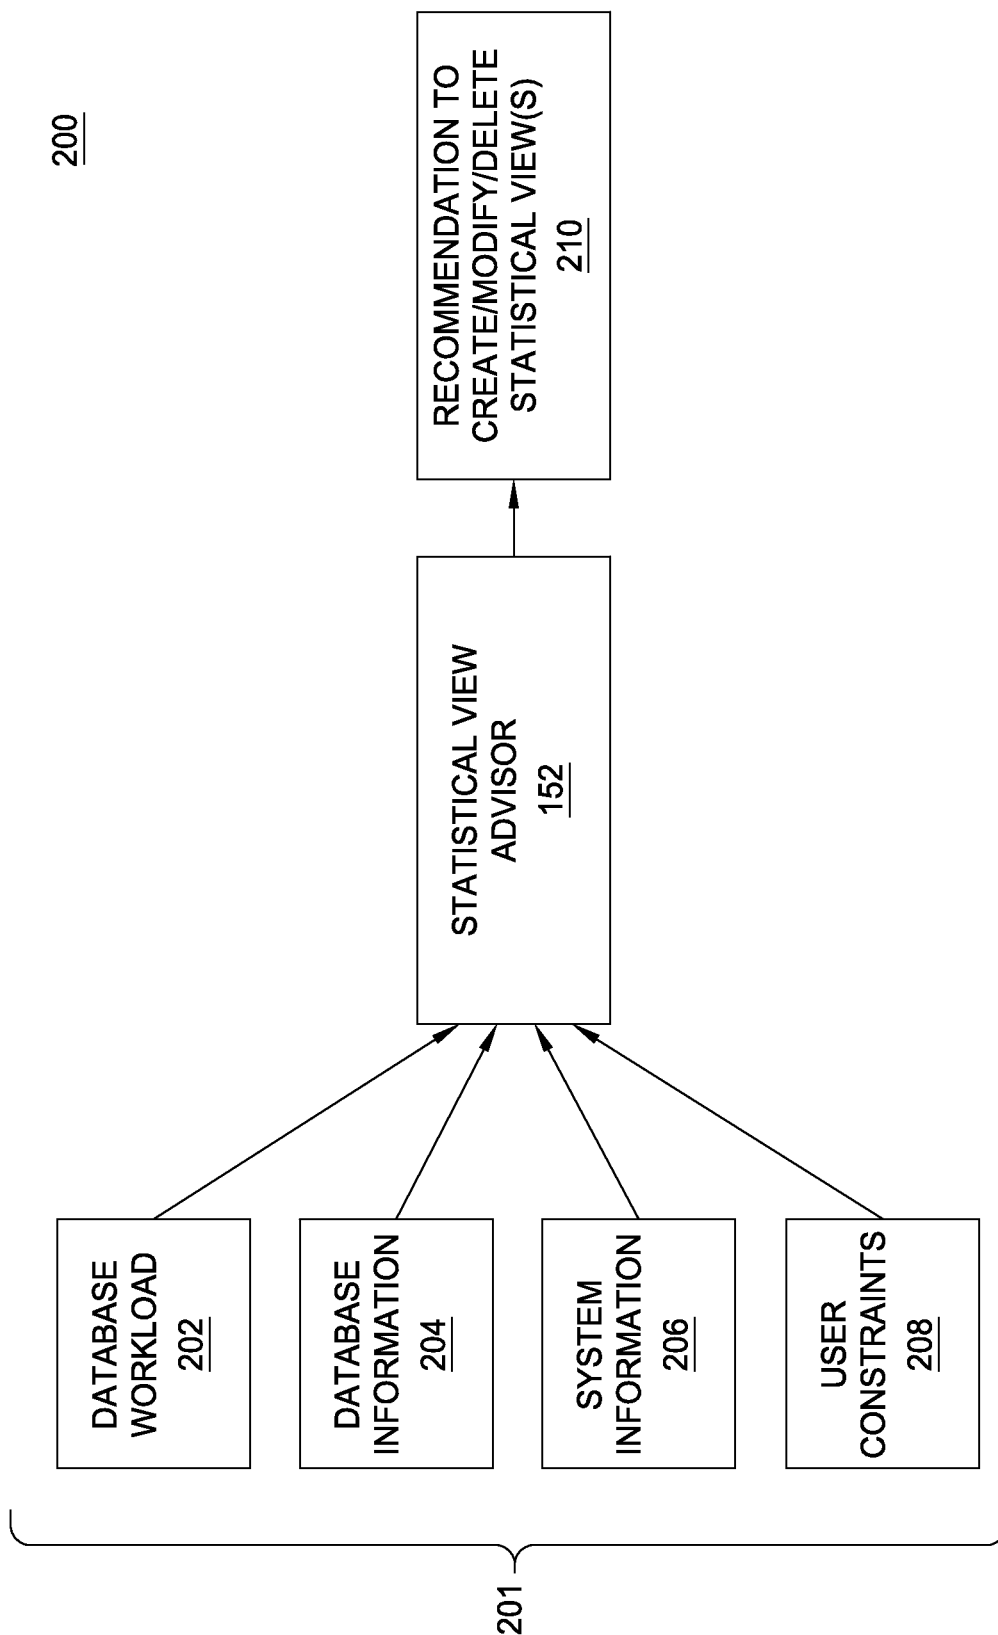 200
201
DATABASE
WORKLOAD
202
DATABASE
INFORMATION
204
SYSTEM
INFORMATION
206
USER
CONSTRAINTS
208
STATISTICAL VIEW
ADVISOR
152
RECOMMENDATION TO
CREATE/MODIFY/DELETE
STATISTICAL VIEW(S)
210